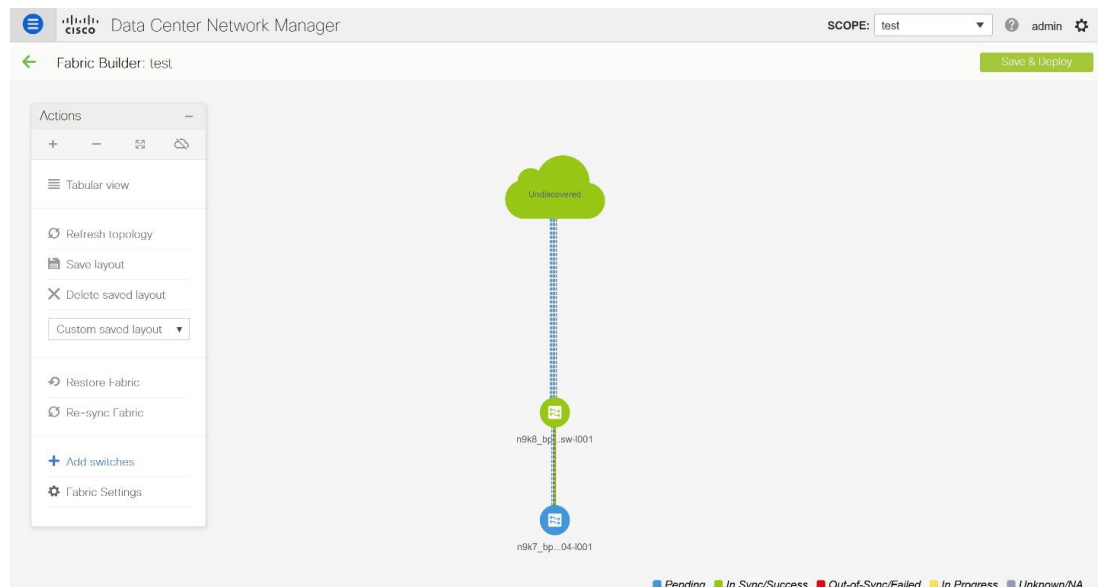 cisco Data Center Network Manager SCOPE: test admin
Fabric Builder: test Save & Deploy
Actions
Tabular view
Refresh topology
Save layout
Delete saved layout
Custom saved layout
Restore Fabric
Re-sync Fabric
Add switches
Fabric Settings
Undiscovered
n9k8_bp...sw-l001
n9k7_bp...04-l001
Pending In Sync/Success Out-of-Sync/Failed In Progress Unknown/NA